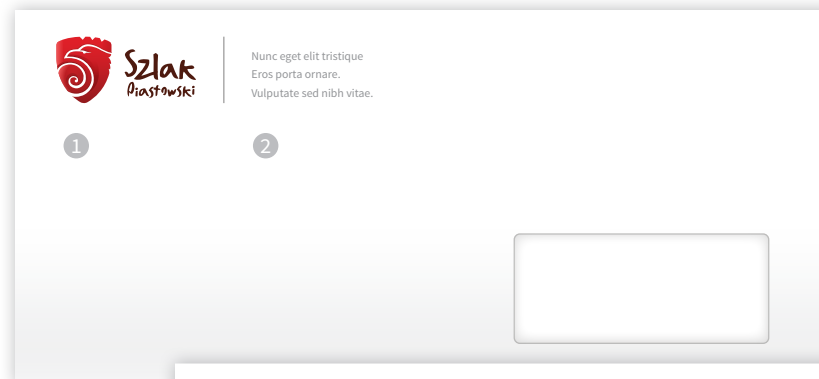 Szlak
Piastowski
Nunc eget elit tristique
Eros porta ornare.
Vulputate sed nibh vitae.
1
2